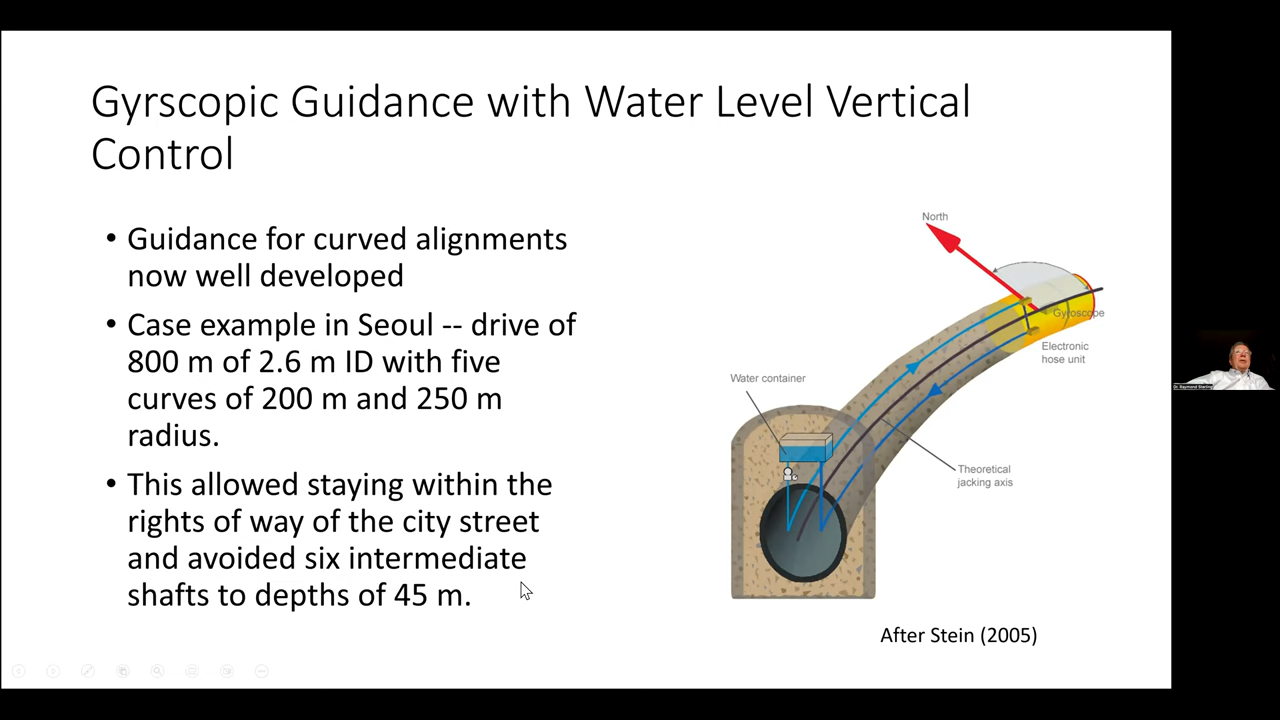 Gyrscopic Guidance with Water Level Vertical
Control
• Guidance for curved alignments
now well developed
• Case example in Seoul -- drive of
800 m of 2.6 m ID with five
curves of 200 m and 250 m
radius.
• This allowed staying within the
rights of way of the city street
and avoided six intermediate
shafts to depths of 45 m.
North
Gyroscope
Electronic
hose unit
Water container
Theoretical
jacking axis
After Stein (2005)
Dr. Raymond Sterling